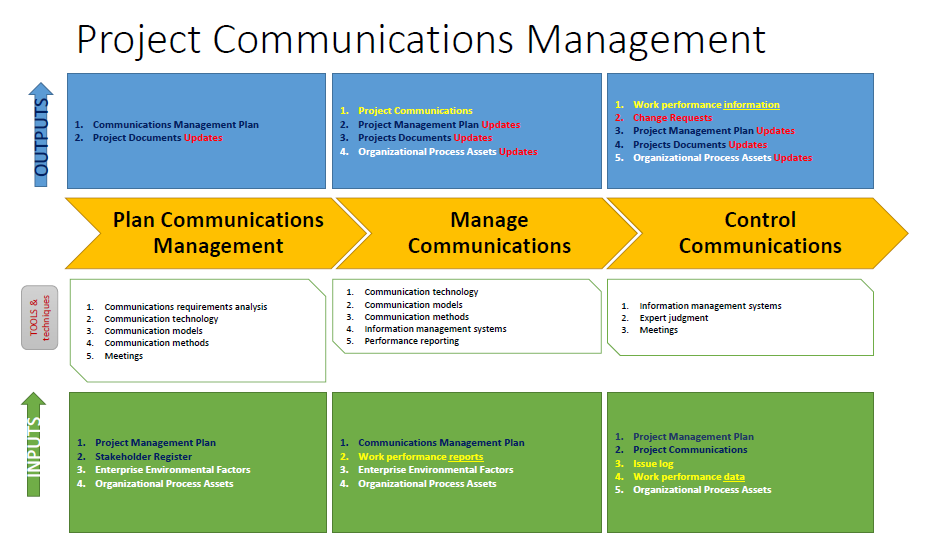 Project Communications Management
OUTPUTS
1. Communications Management Plan
2. Project Documents Updates
1. Project Communications
2. Project Management Plan Updates
3. Projects Documents Updates
4. Organizational Process Assets Updates
1. Work performance information
2. Change Requests
3. Project Management Plan Updates
4. Projects Documents Updates
5. Organizational Process Assets Updates
Plan Communications
Management
Manage
Communications
Control
Communications
TOOLS &
techniques
1. Communications requirements analysis
2. Communication technology
3. Communication models
4. Communication methods
5. Meetings
1. Communication technology
2. Communication models
3. Communication methods
4. Information management systems
5. Performance reporting
1. Information management systems
2. Expert judgment
3. Meetings
INPUTS
1. Project Management Plan
2. Stakeholder Register
3. Enterprise Environmental Factors
4. Organizational Process Assets
1. Communications Management Plan
2. Work performance reports
3. Enterprise Environmental Factors
4. Organizational Process Assets
1. Project Management Plan
2. Project Communications
3. Issue log
4. Work performance data
5. Organizational Process Assets